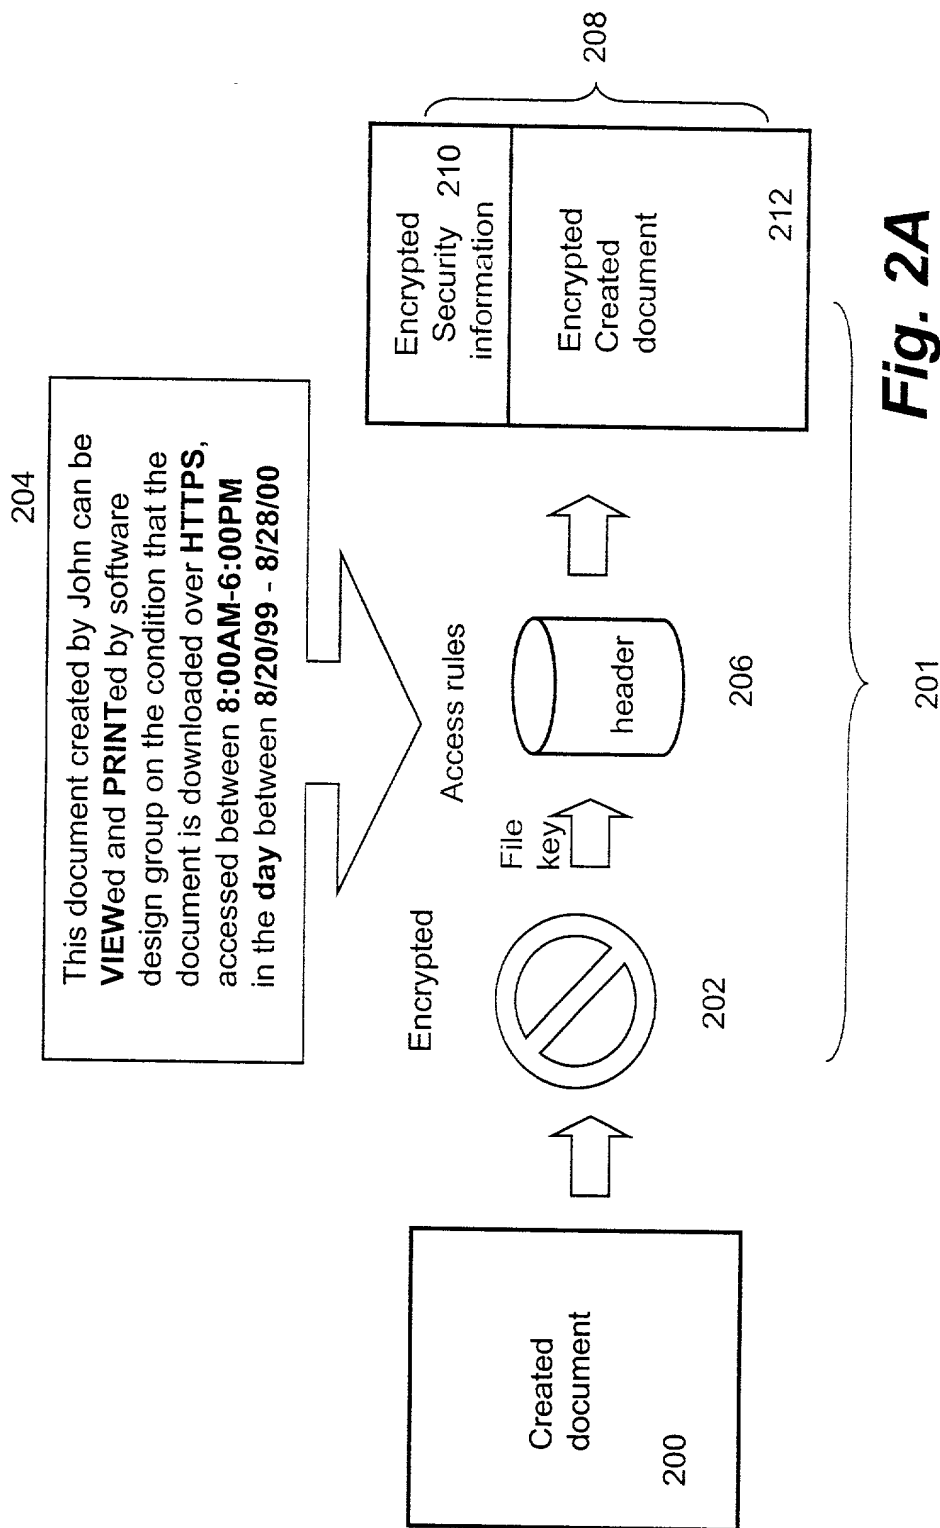 204
This document created by John can be
VIEWed and PRINTed by software
design group on the condition that the
document is downloaded over HTTPS,
accessed between 8:00AM-6:00PM
in the day between 8/20/99 - 8/28/00
Access rules
Encrypted
File
key
header
Created
document
200
202
206
Encrypted
Security 210
information
Encrypted
Created
document
212
208
201
Fig. 2A